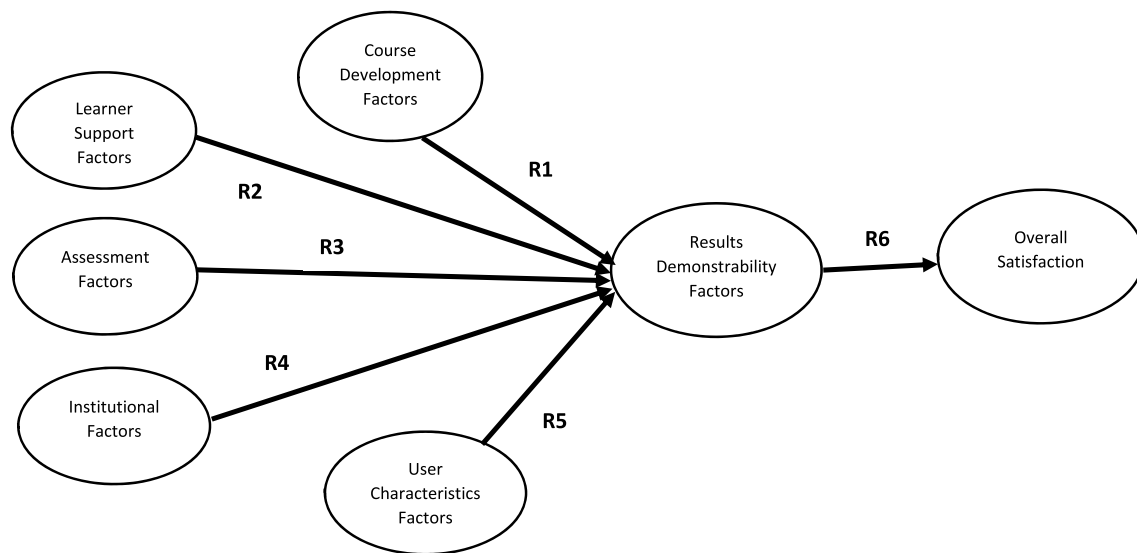 Course
Development
Factors
Learner
Support
Factors
R1
R2
Assessment
Factors
R3
Results
Demonstrability
Factors
R6
Overall
Satisfaction
R4
Institutional
Factors
R5
User
Characteristics
Factors